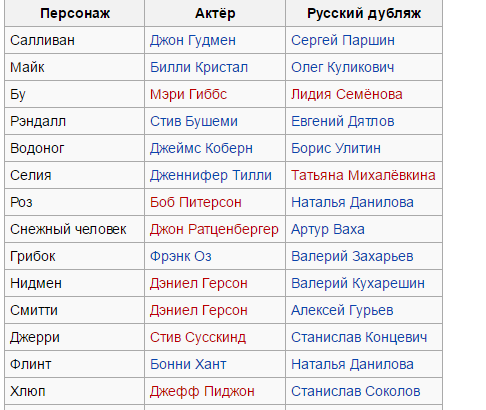 Персонаж Актёр Русский дубляж
Салливан Джон Гудмен Сергей Паршин
Майк Билли Кристал Олег Куликович
Бу Мэри Гиббс Лидия Семёнова
Рэндалл Стив Бушеми Евгений Дятлов
Водоног Джеймс Коберн Борис Улитин
Селия Дженнифер Тилли Татьяна Михалёвкина
Роз Боб Питерсон Наталья Данилова
Снежный человек Джон Ратценбергер Артур Ваха
Грибок Фрэнк Оз Валерий Захарьев
Нидмен Дэниел Герсон Валерий Кухарешин
Смитти Дэниел Герсон Алексей Гурьев
Джерри Стив Сусскинд Станислав Концевич
Флинт Бонни Хант Наталья Данилова
Хлюп Джефф Пиджон Станислав Соколов